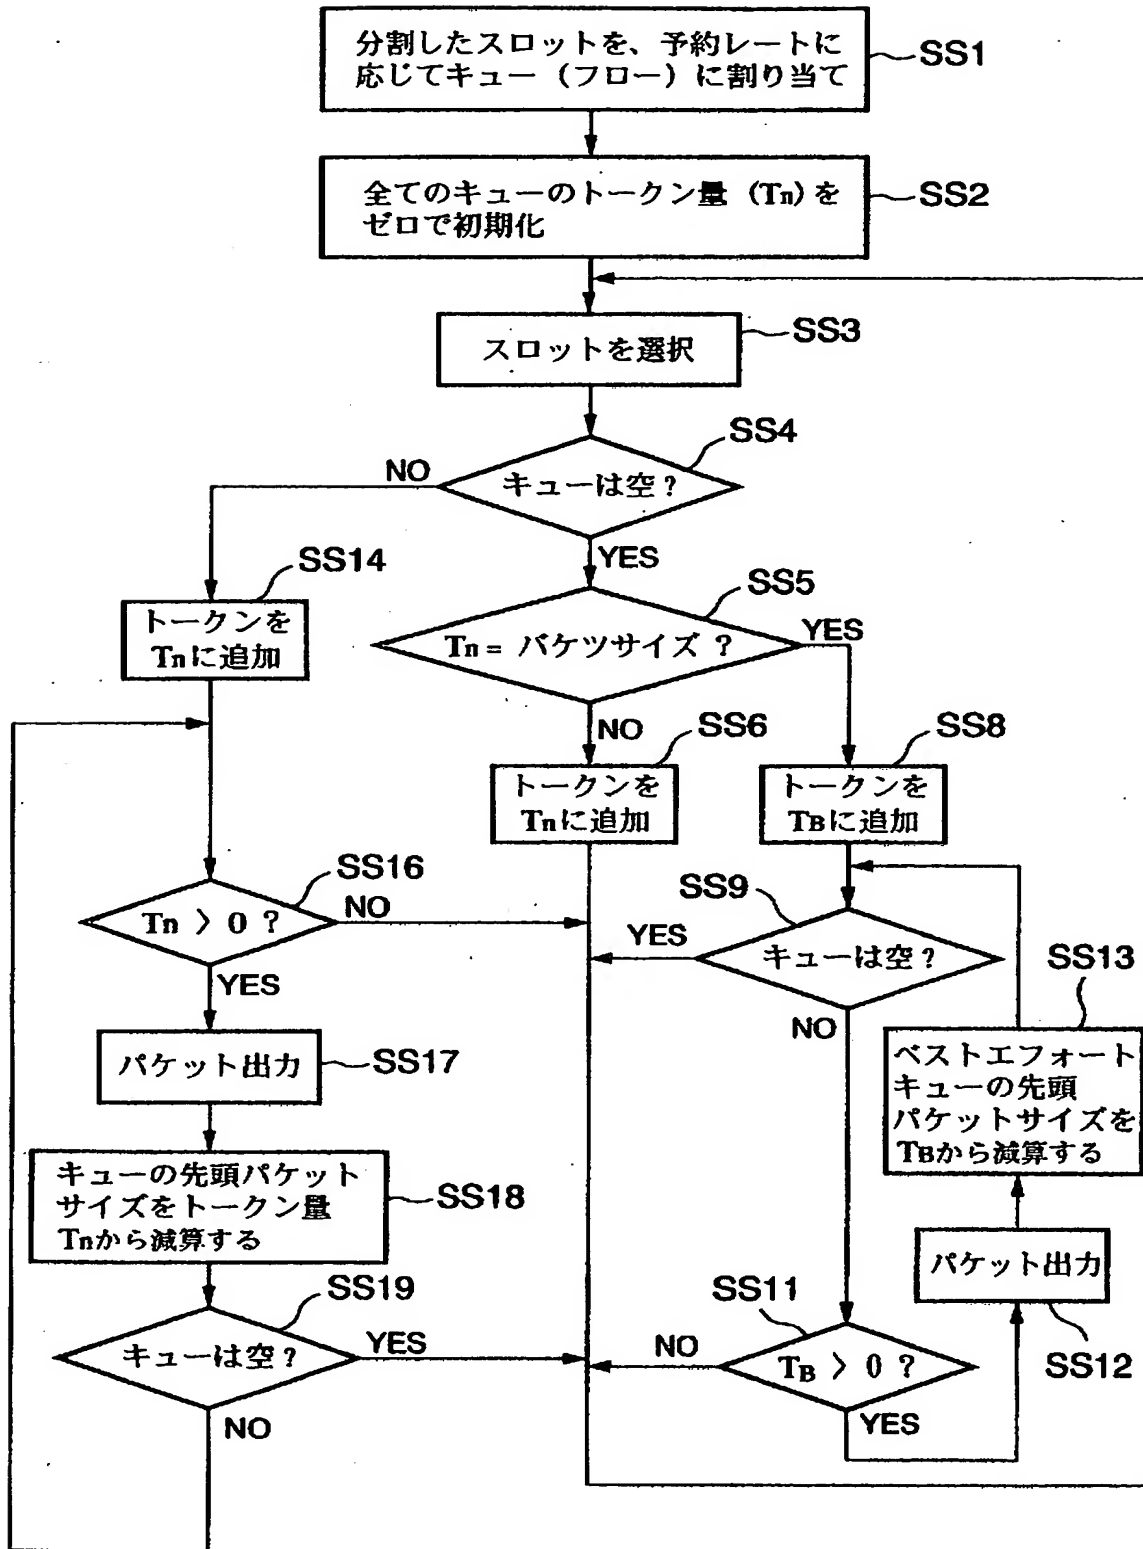 分割したスロットを、予約レートに
応じてキュー（フロー）に割り当て
SS1
全てのキューのトークン量（Tn）を
ゼロで初期化
SS2
スロットを選択
SS3
キューは空？
SS4
NO
YES
SS14
トークンを
Tnに追加
Tn = バケツサイズ ？
SS5
YES
NO
SS6
トークンを
Tnに追加
SS8
トークンを
TBに追加
Tn > 0 ？
SS16
NO
YES
SS9
キューは空？
YES
NO
SS13
ベストエフォート
キューの先頭
パケットサイズを
TBから減算する
パケット出力
SS17
キューの先頭パケット
サイズをトークン量
Tnから減算する
SS18
パケット出力
SS12
SS19
キューは空？
YES
NO
SS11
TB > 0 ？
NO
YES